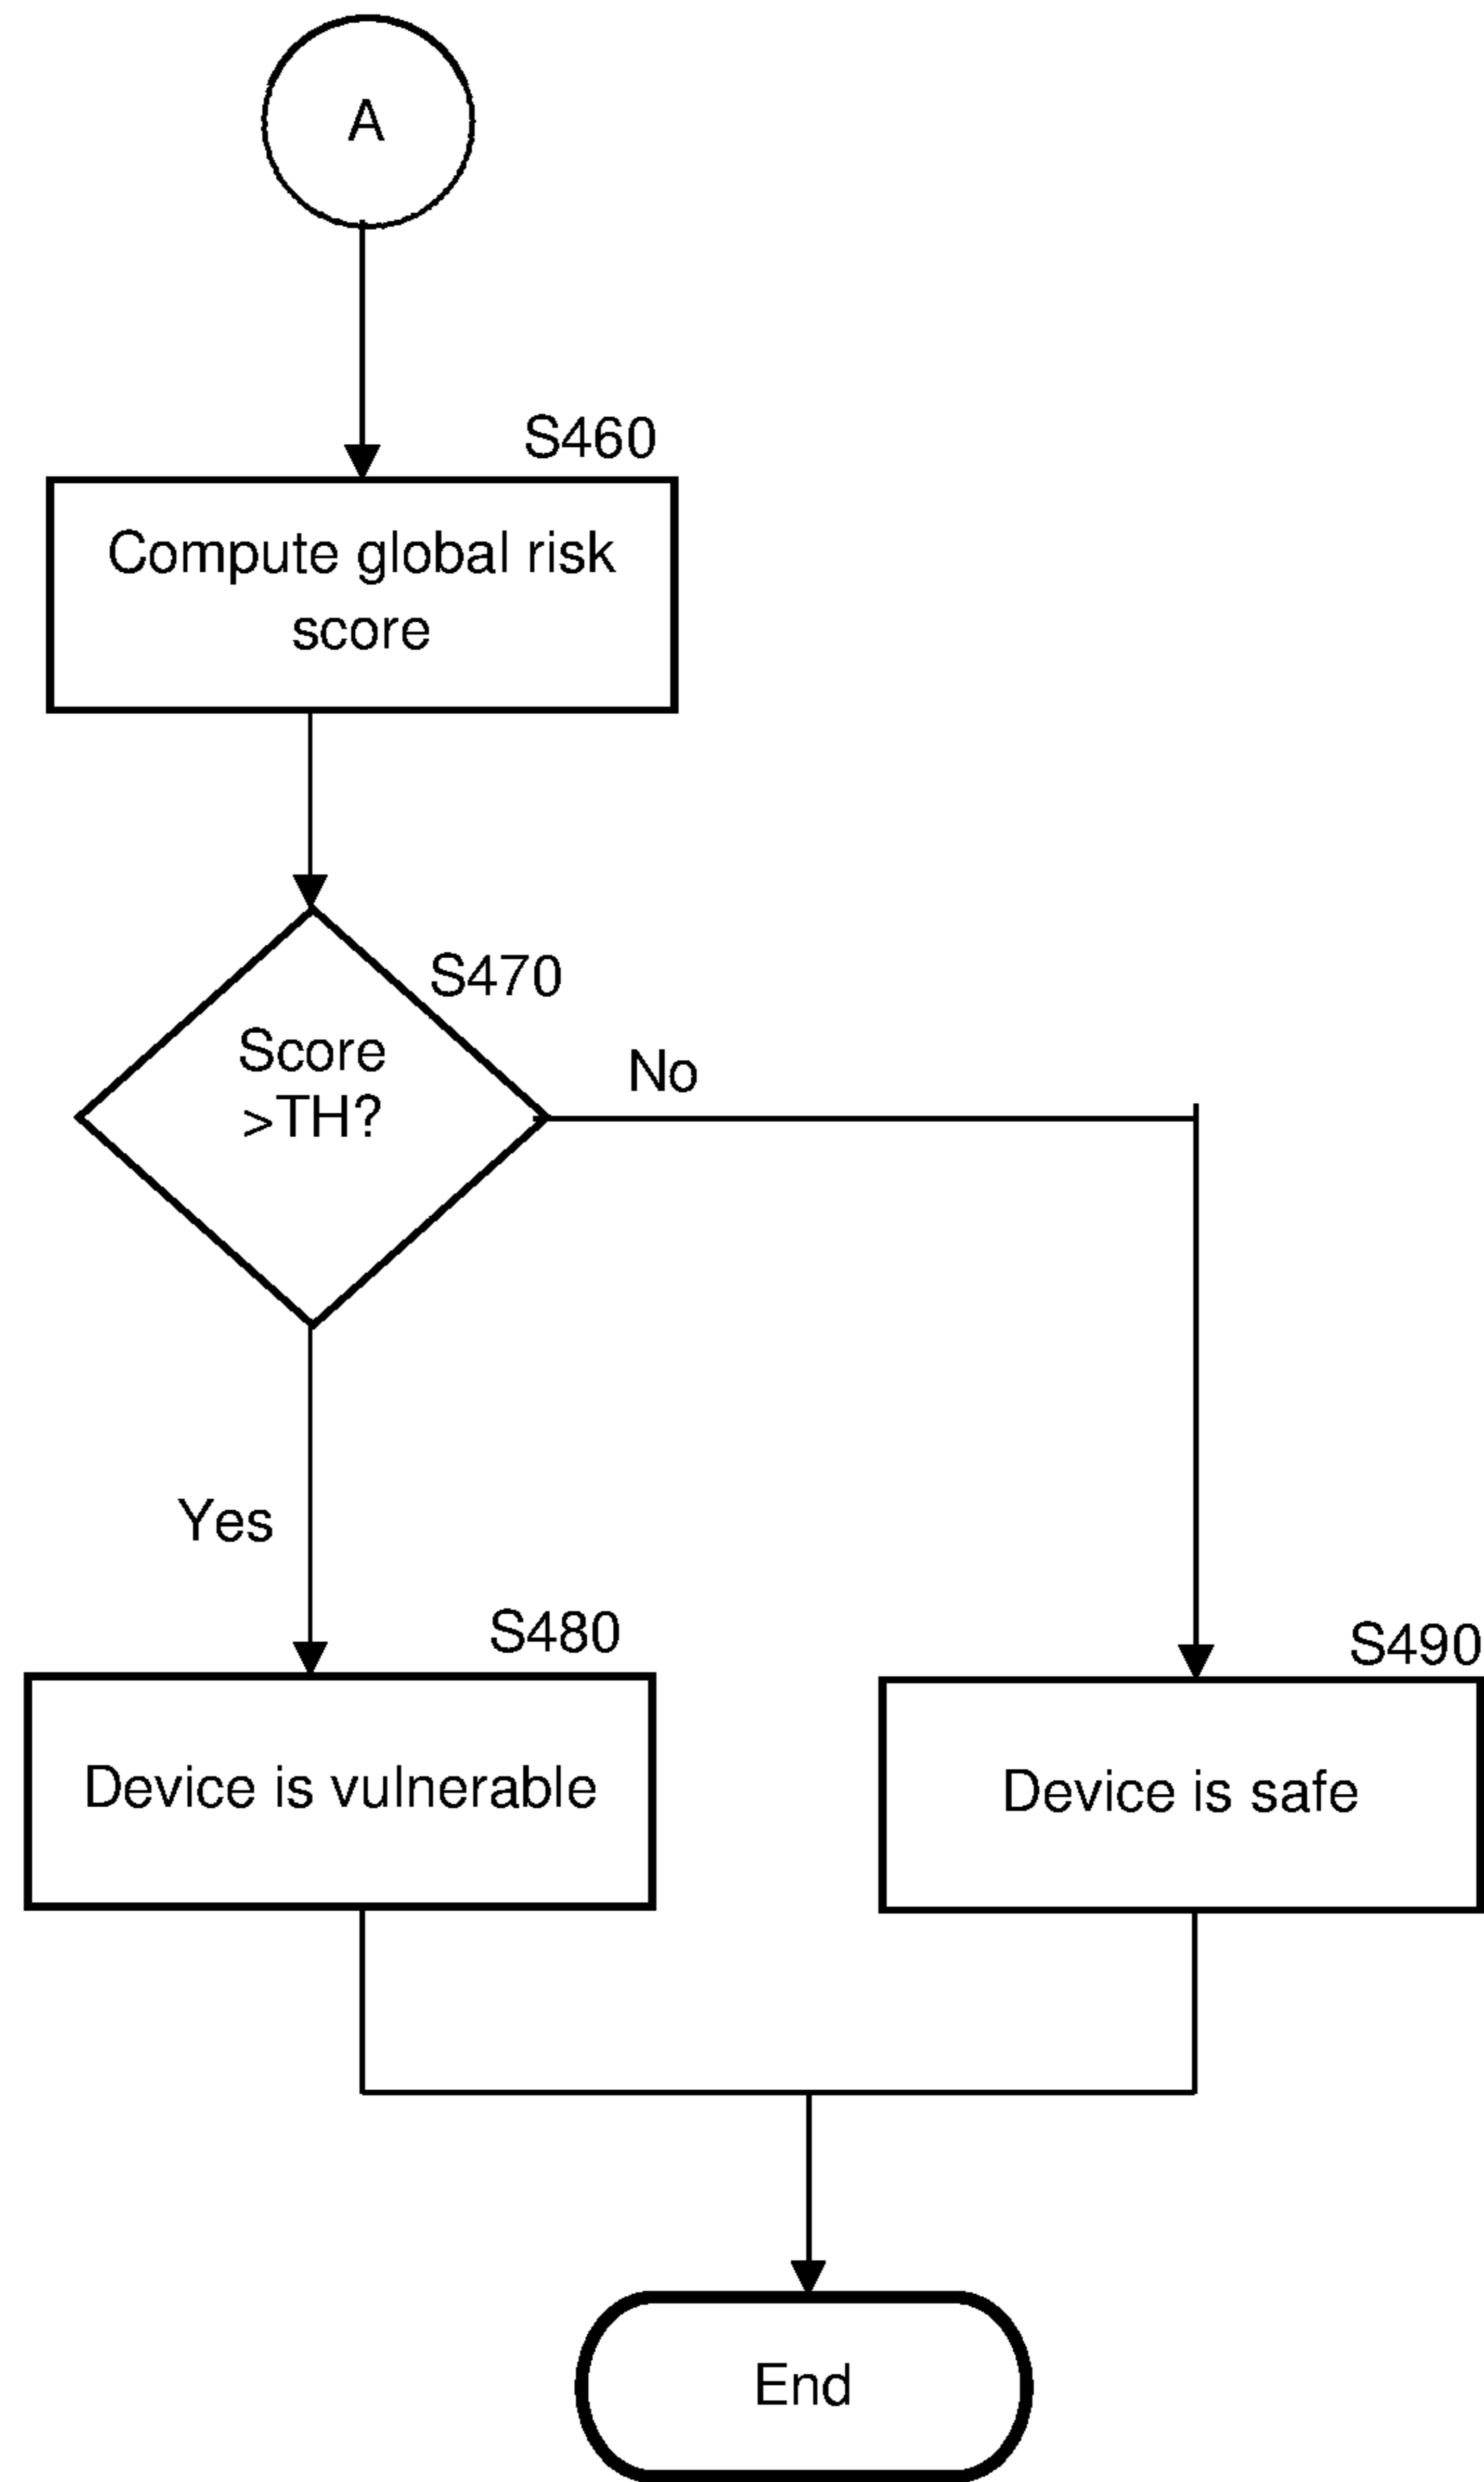 A
S460
Compute global risk
score
S470
Score
>TH?
No
Yes
S480
S490
Device is vulnerable
Device is safe
End